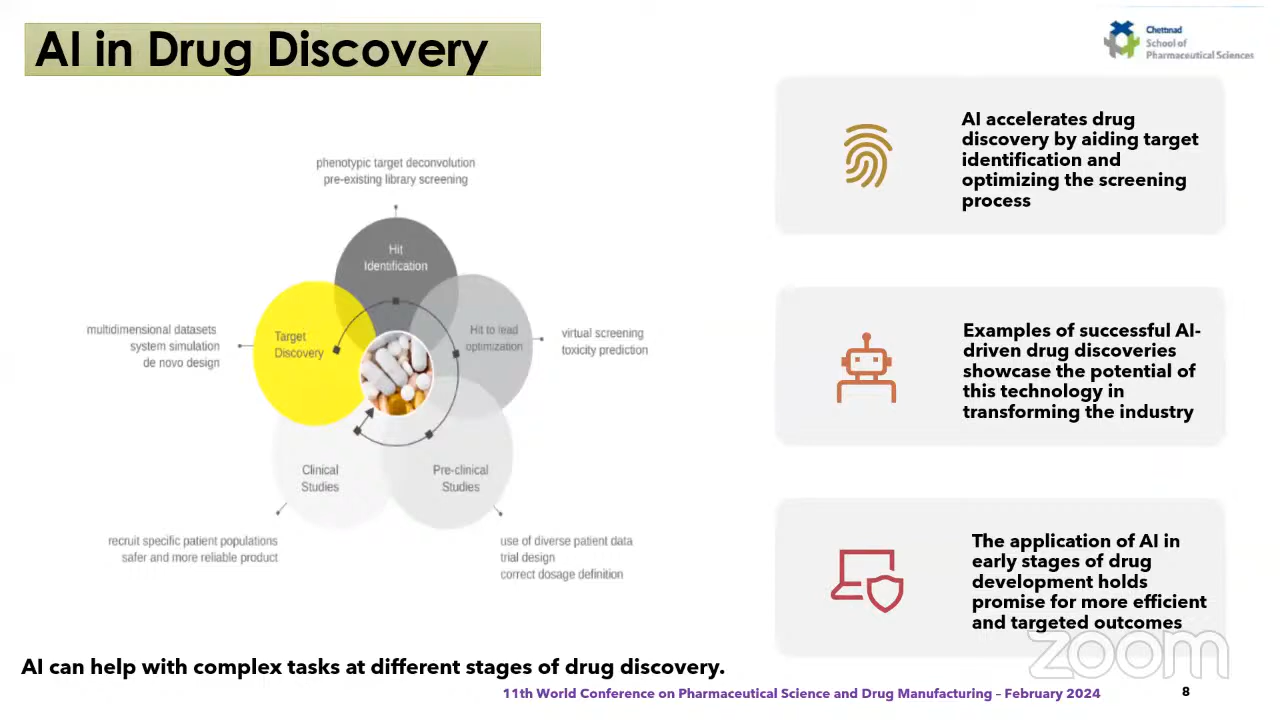 AI in Drug Discovery
Chettinad
School of
Pharmaceutical Sciences
phenotypic target deconvolution
pre-existing library screening
Hit
Identification
Target
Discovery
Hit to lead
optimization
multidimensional datasets
system simulation
de novo design
virtual screening
toxicity prediction
Clinical
Studies
Pre-clinical
Studies
recruit specific patient populations
safer and more reliable product
use of diverse patient data
trial design
correct dosage definition
AI accelerates drug
discovery by aiding target
identification and
optimizing the screening
process
Examples of successful AI-
driven drug discoveries
showcase the potential of
this technology in
transforming the industry
The application of AI in
early stages of drug
development holds
promise for more efficient
and targeted outcomes
zoom
AI can help with complex tasks at different stages of drug discovery.
11th World Conference on Pharmaceutical Science and Drug Manufacturing – February 2024
8